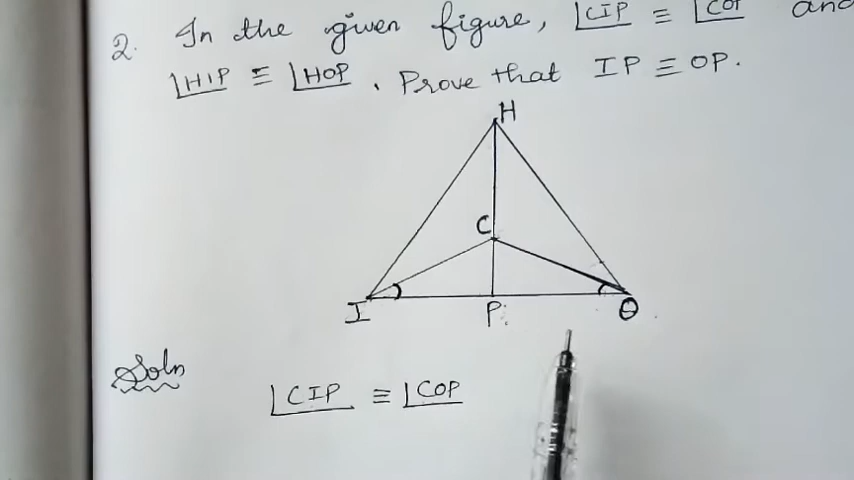 2. In the given figure, ∠CIP ≡ ∠COP and
∠HIP ≡ ∠HOP. Prove that IP ≡ OP.
H
C
I P O
Soln
∠CIP ≡ ∠COP